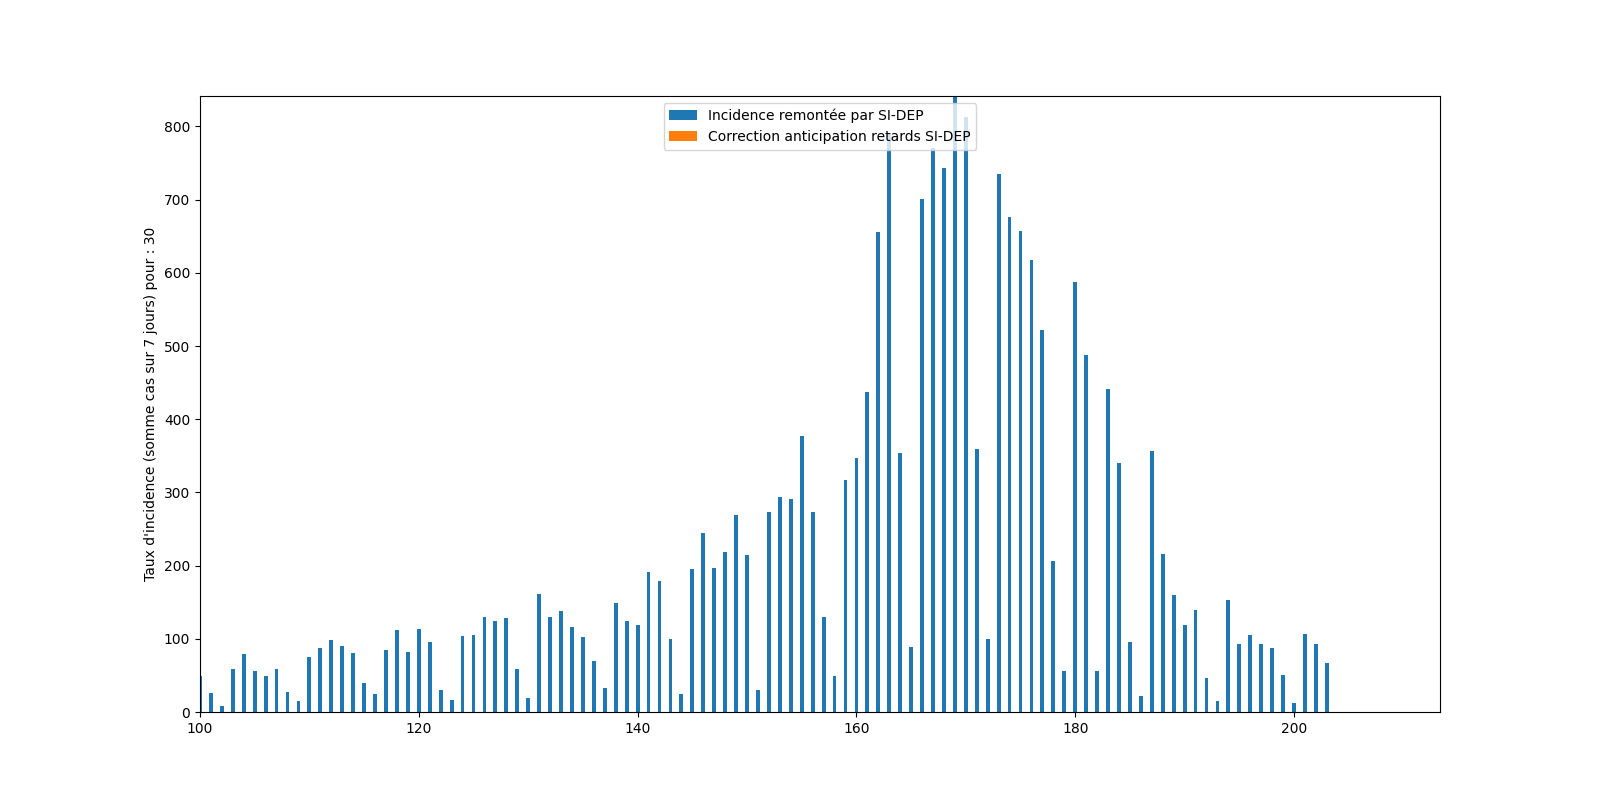 Incidence remontée par SI-DEP
Correction anticipation retards SI-DEP
Taux d'incidence (somme cas sur 7 jours) pour : 30
800
700
600
500
400
300
200
100
0
100 120 140 160 180 200